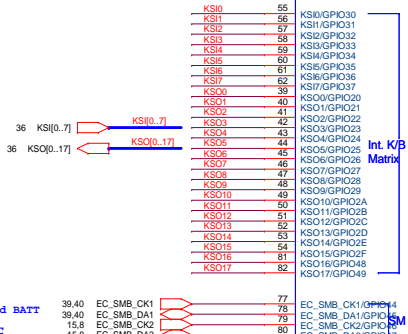 KSI0 55 KSI0/GPIO30
KSI1 56 KSI1/GPIO31
KSI2 57 KSI2/GPIO32
KSI3 58 KSI3/GPIO33
KSI4 59 KSI4/GPIO34
KSI5 60 KSI5/GPIO35
KSI6 61 KSI6/GPIO36
KSI7 62 KSI7/GPIO37
KSO0 39 KSO0/GPIO20
KSO1 40 KSO1/GPIO21
KSO2 41 KSO2/GPIO22
36 KSI[0..7] KSI[0..7] KSO3 42 KSO3/GPIO23
KSO4 43 KSO4/GPIO24
36 KSO[0..17] KSO[0..17] KSO5 44 KSO5/GPIO25 Int. K/B
KSO6 45 KSO6/GPIO26 Matrix
KSO7 46 KSO7/GPIO27
KSO8 47 KSO8/GPIO28
KSO9 48 KSO9/GPIO29
KSO10 49 KSO10/GPIO2A
KSO11 50 KSO11/GPIO2B
KSO12 51 KSO12/GPIO2C
KSO13 52 KSO13/GPIO2D
KSO14 53 KSO14/GPIO2E
KSO15 54 KSO15/GPIO2F
KSO16 81 KSO16/GPIO48
KSO17 82 KSO17/GPIO49
d BATT 39,40 EC_SMB_CK1 77 EC_SMB_CK1/GPIO44
39,40 EC_SMB_DA1 78 EC_SMB_DA1/GPIO45
15,8 EC_SMB_CK2 79 EC_SMB_CK2/GPIO46 SM
80